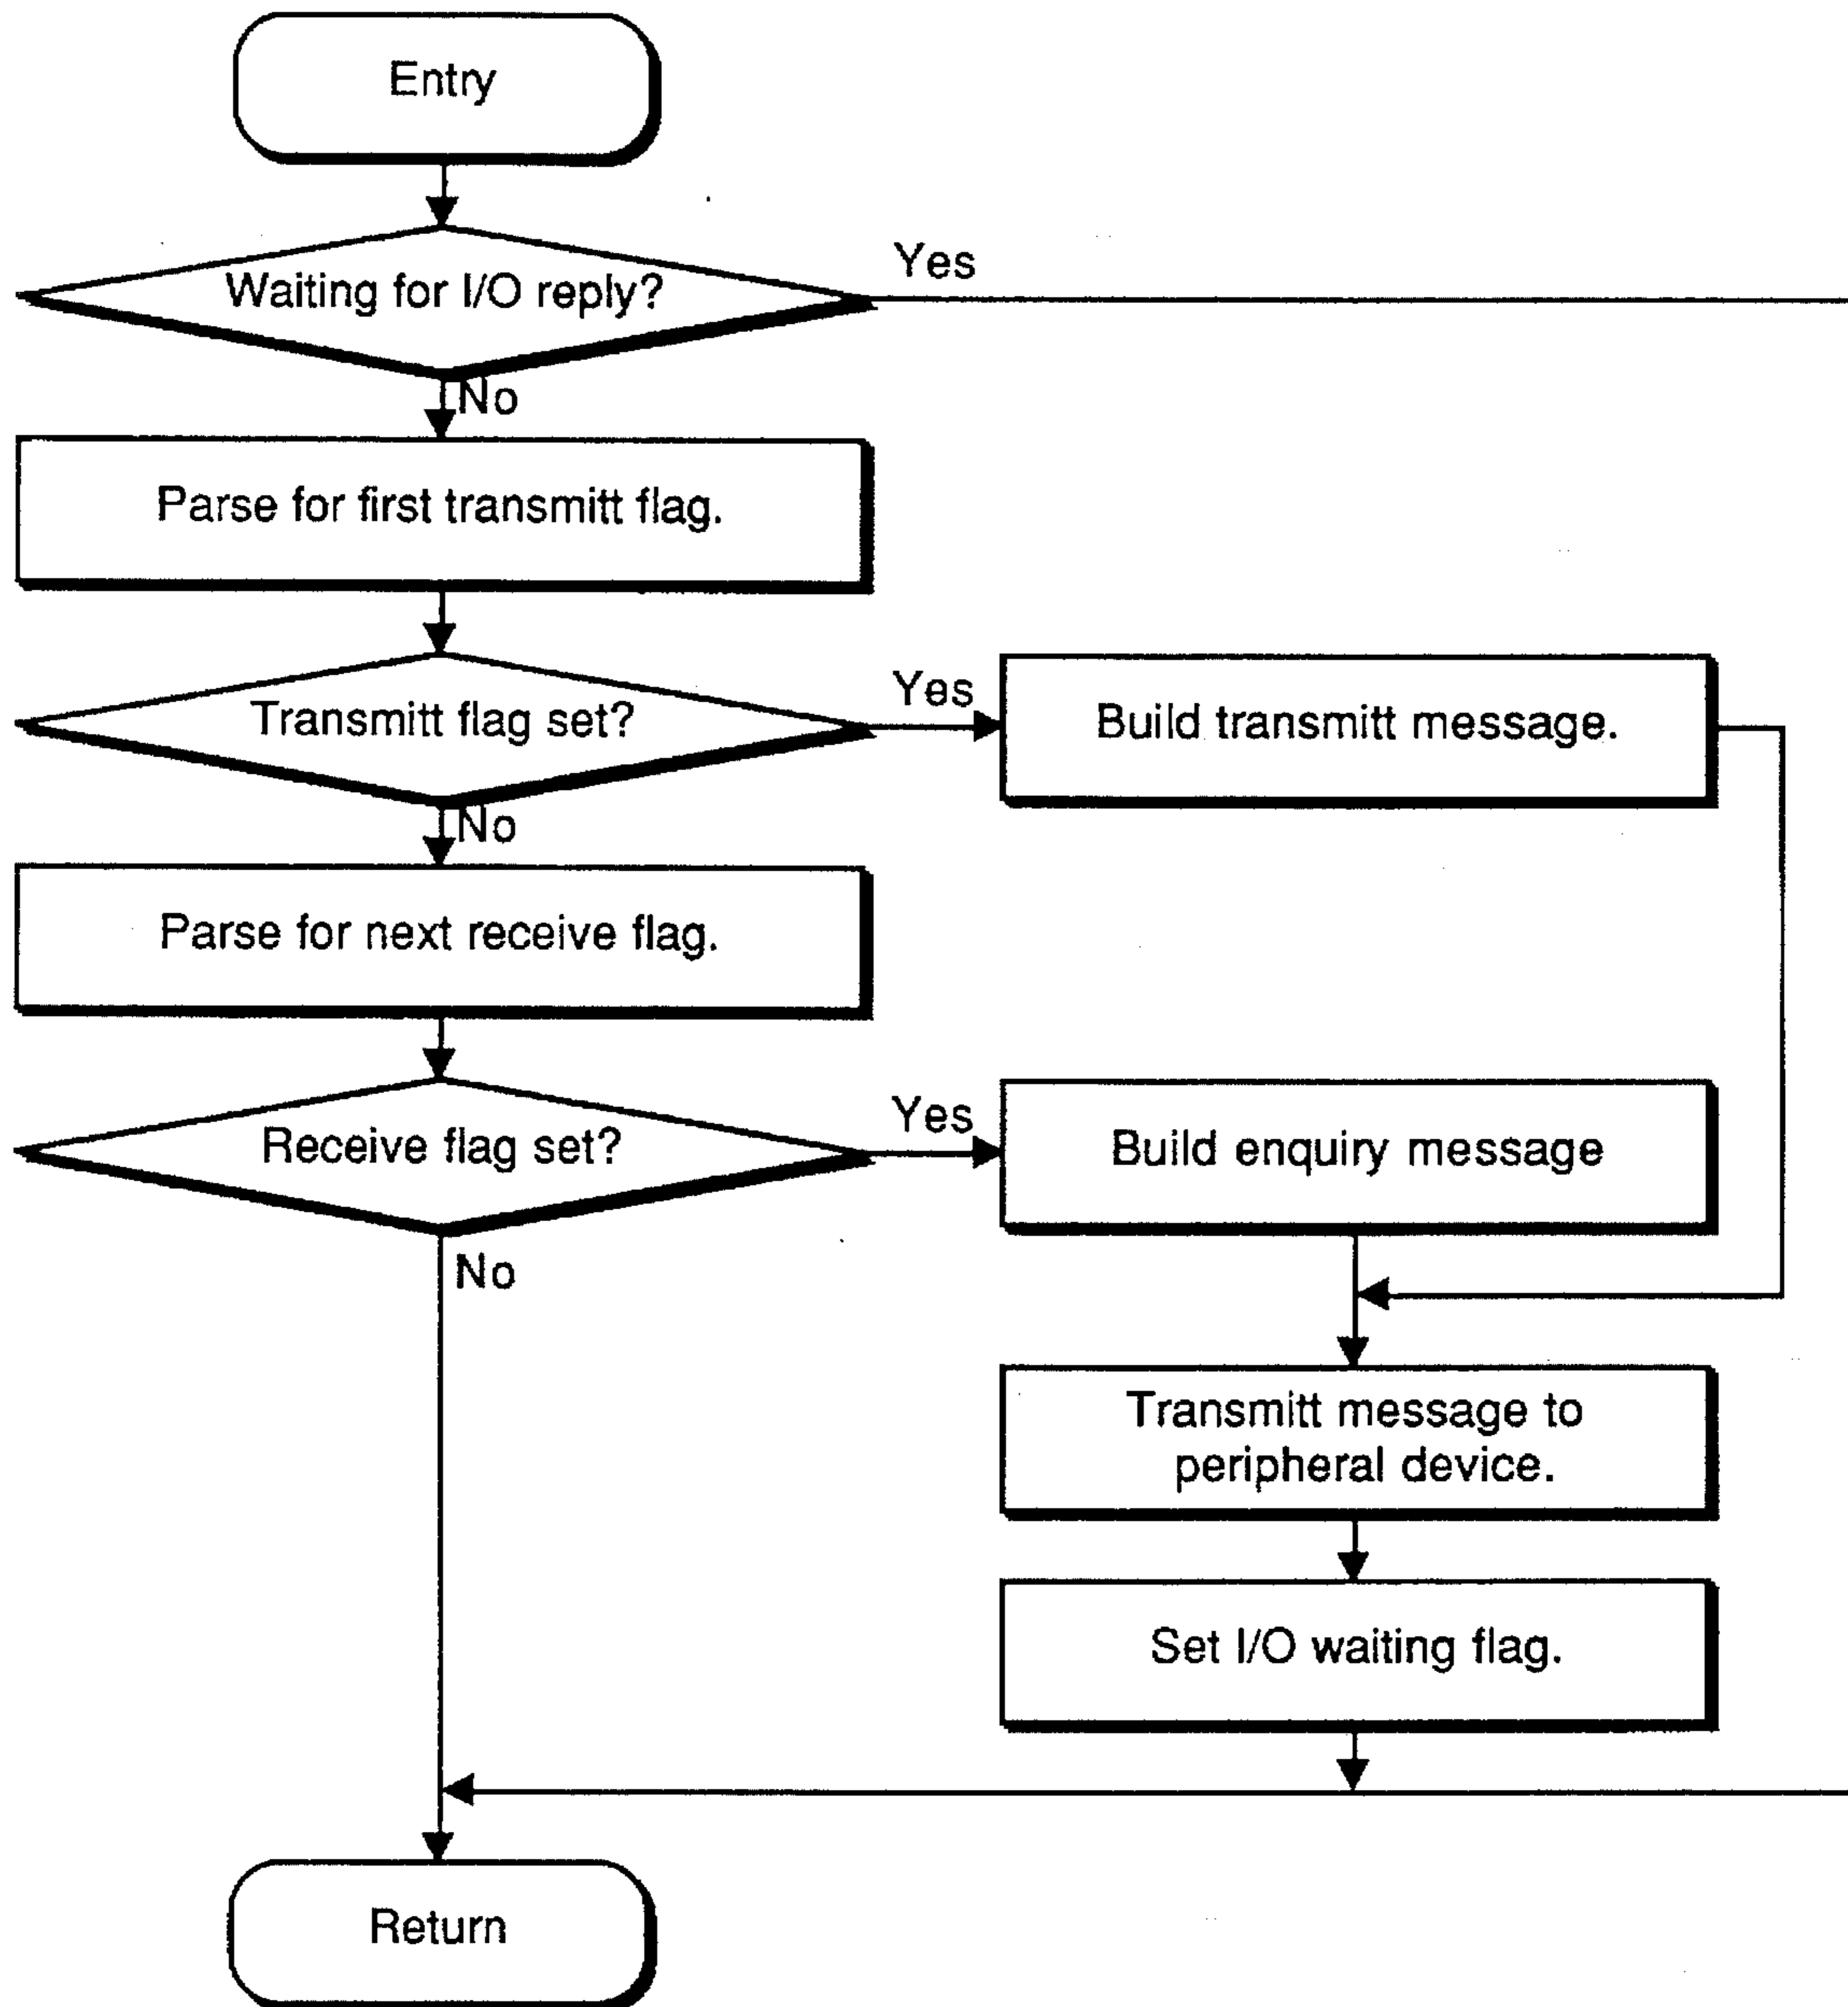 Entry
Waiting for I/O reply?
Yes
No
Parse for first transmitt flag.
Transmitt flag set?
Yes
Build transmitt message.
No
Parse for next receive flag.
Receive flag set?
Yes
Build enquiry message
No
Transmitt message to
peripheral device.
Set I/O waiting flag.
Return